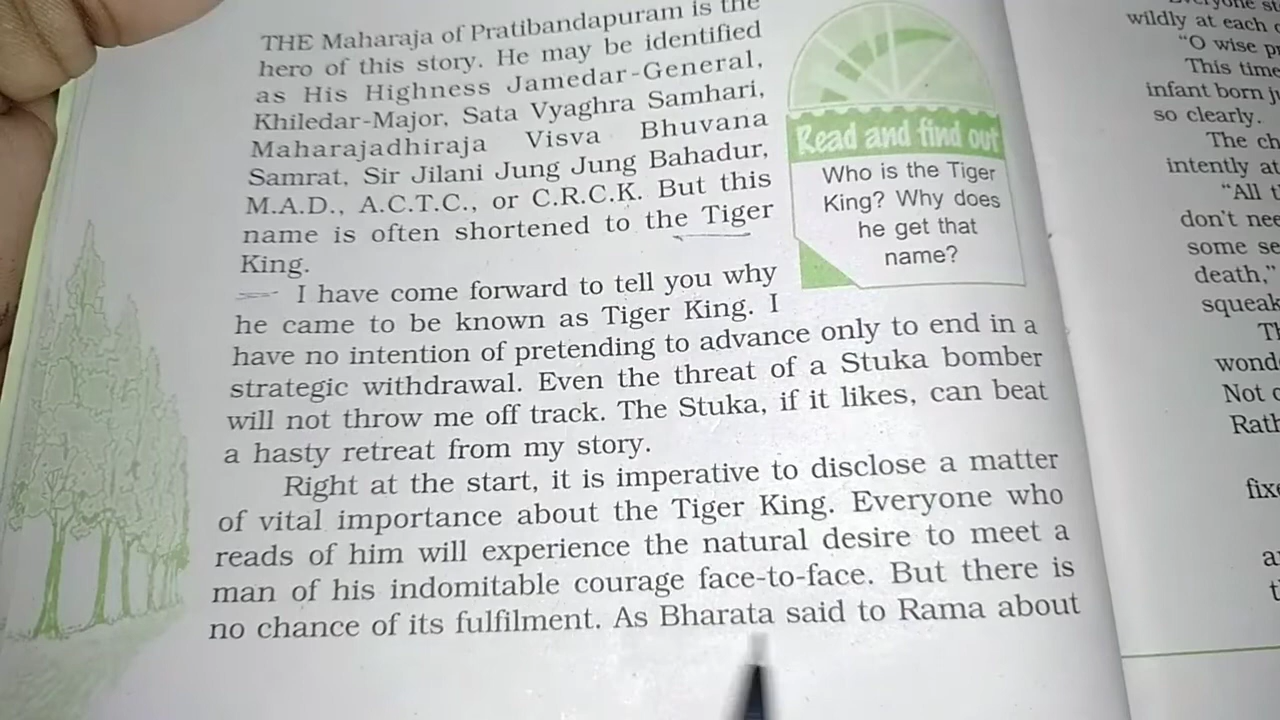 THE Maharaja of Pratibandapuram is the
hero of this story. He may be identified
as His Highness Jamedar-General,
Khiledar-Major, Sata Vyaghra Samhari,
Maharajadhiraja Visva Bhuvana
Samrat, Sir Jilani Jung Jung Bahadur,
M.A.D., A.C.T.C., or C.R.C.K. But this
name is often shortened to the Tiger
King.
I have come forward to tell you why
he came to be known as Tiger King. I
have no intention of pretending to advance only to end in a
strategic withdrawal. Even the threat of a Stuka bomber
will not throw me off track. The Stuka, if it likes, can beat
a hasty retreat from my story.
Right at the start, it is imperative to disclose a matter
of vital importance about the Tiger King. Everyone who
reads of him will experience the natural desire to meet a
man of his indomitable courage face-to-face. But there is
no chance of its fulfilment. As Bharata said to Rama about
Read and find out
Who is the Tiger
King? Why does
he get that
name?
wildly at each
"O wise
This time
infant born
so clearly.
The
intently at
"All
don't
some
death,"
Not